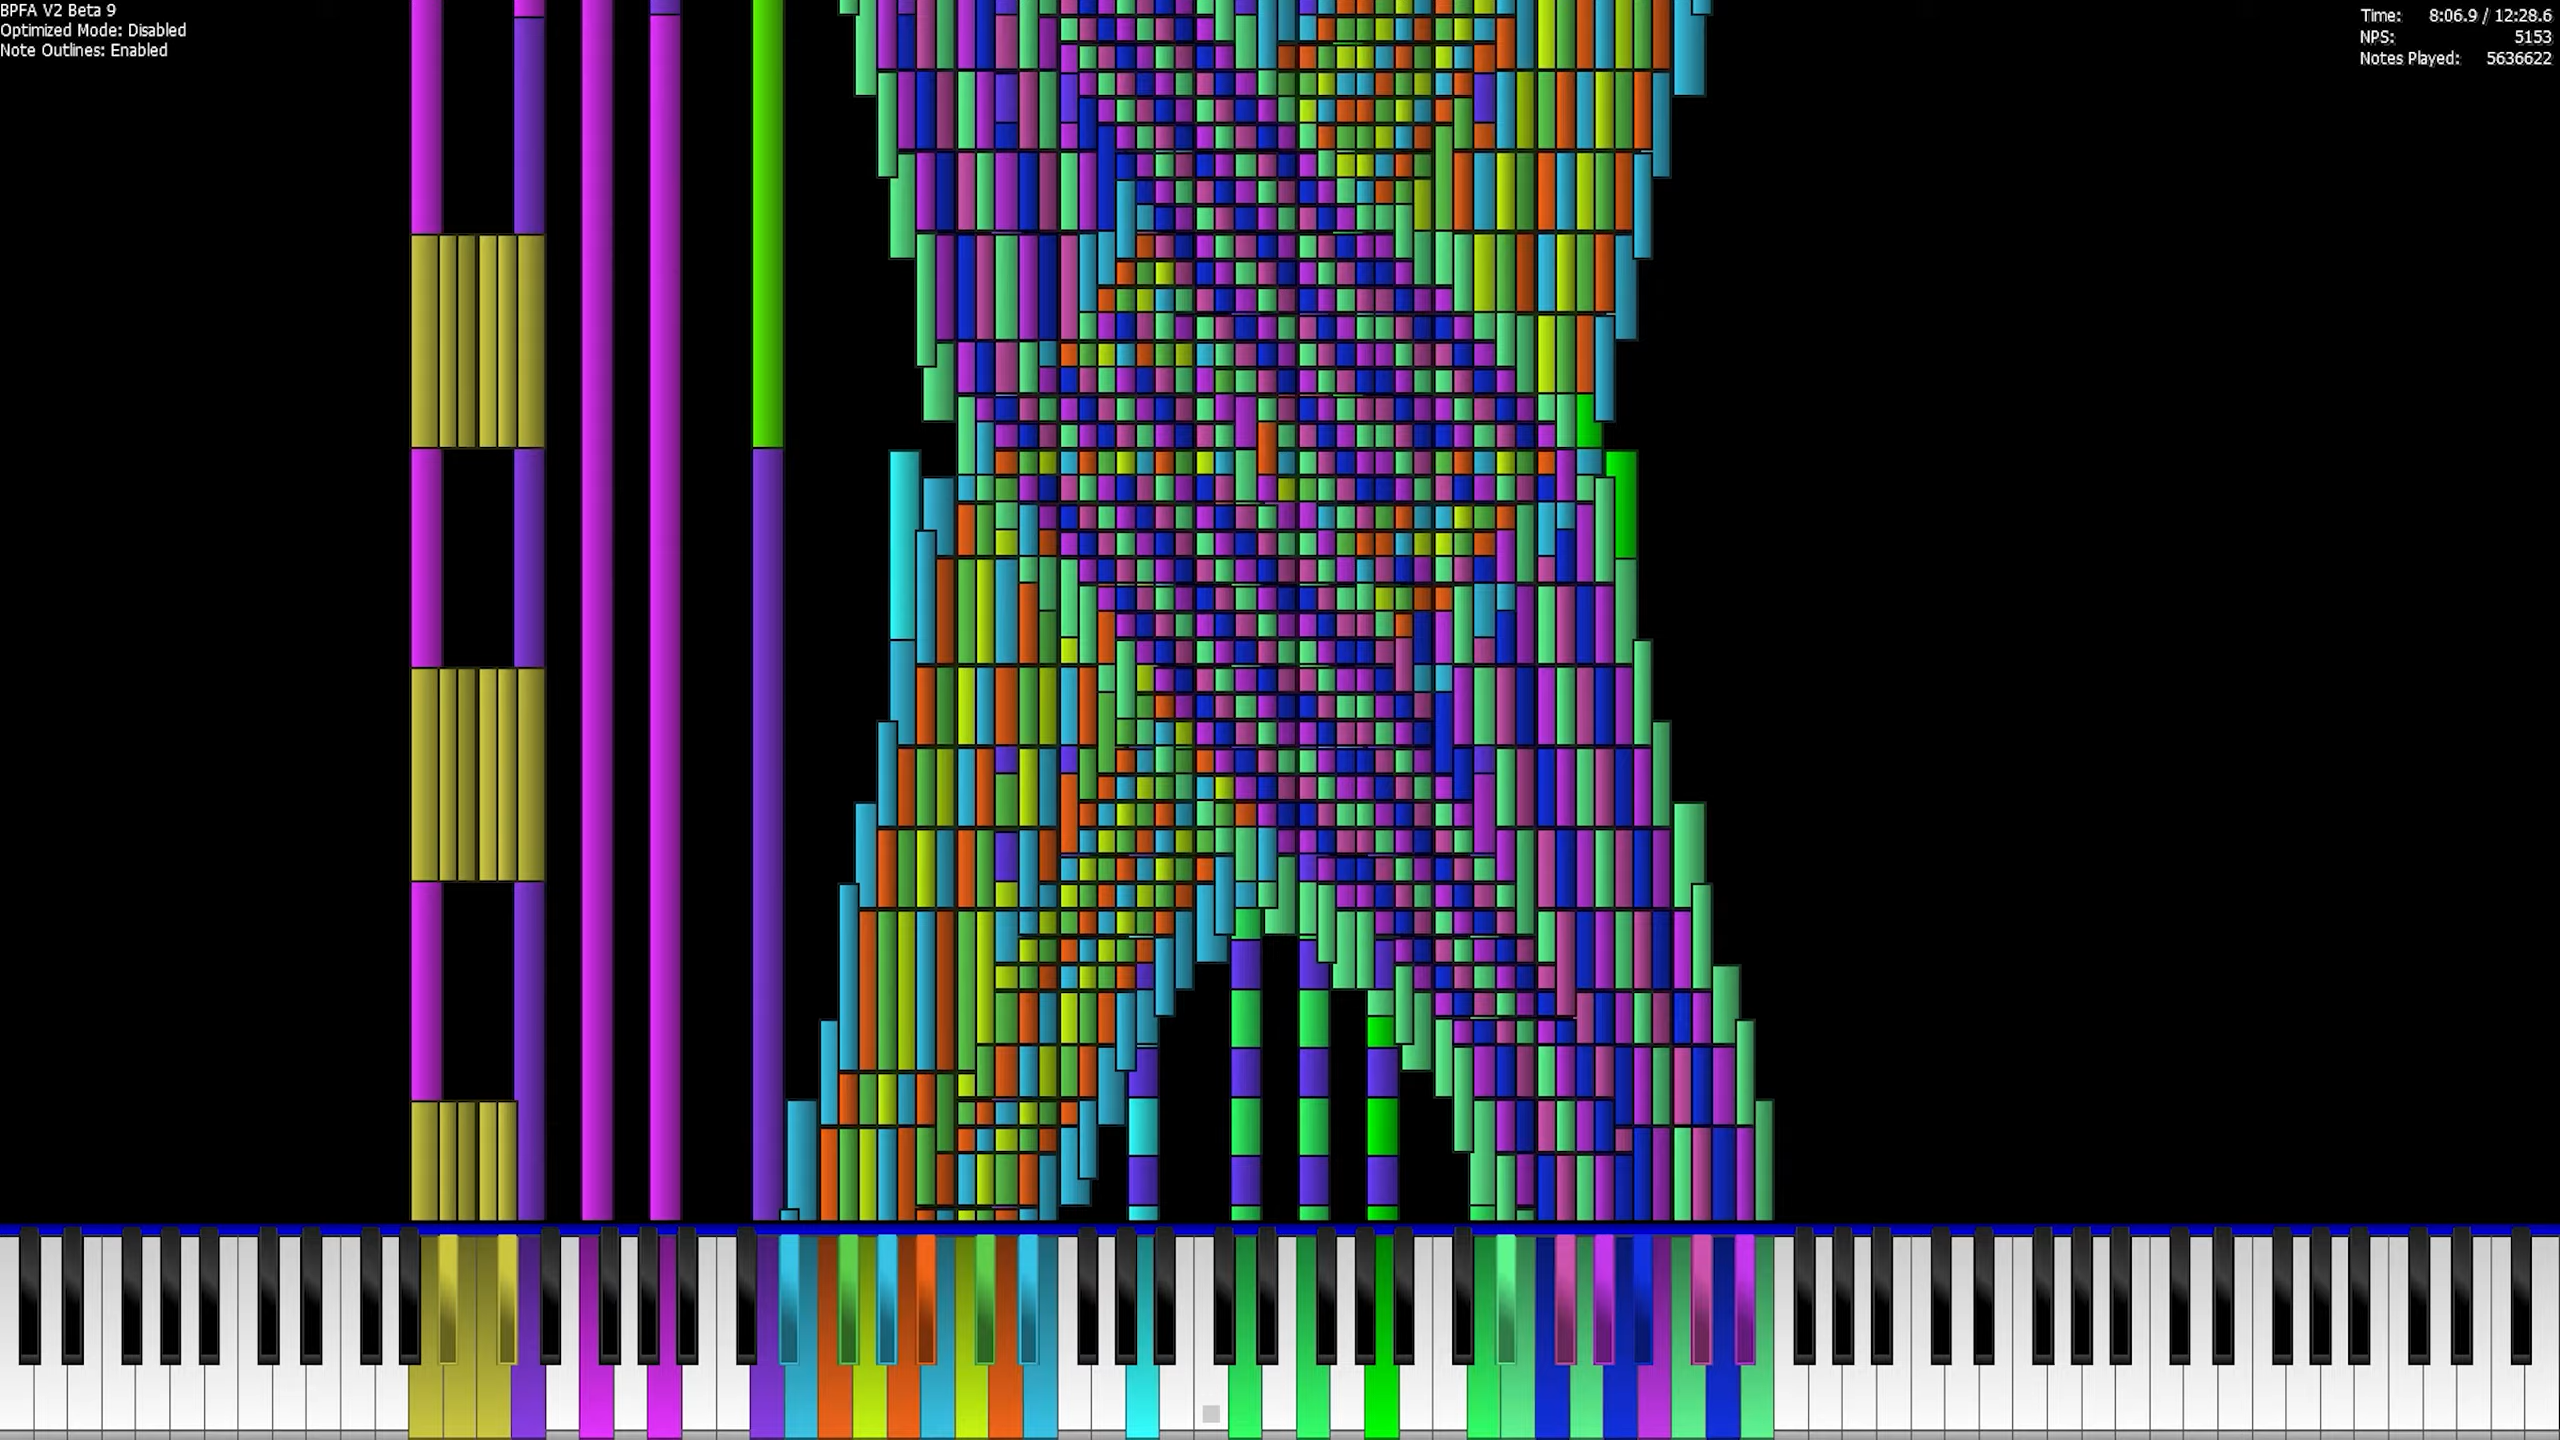 BPFA V2 Beta 9
Optimized Mode: Disabled
Note Outlines: Enabled
Time: 8:06.9 / 12:28.6
NPS: 5153
Notes Played: 5636622